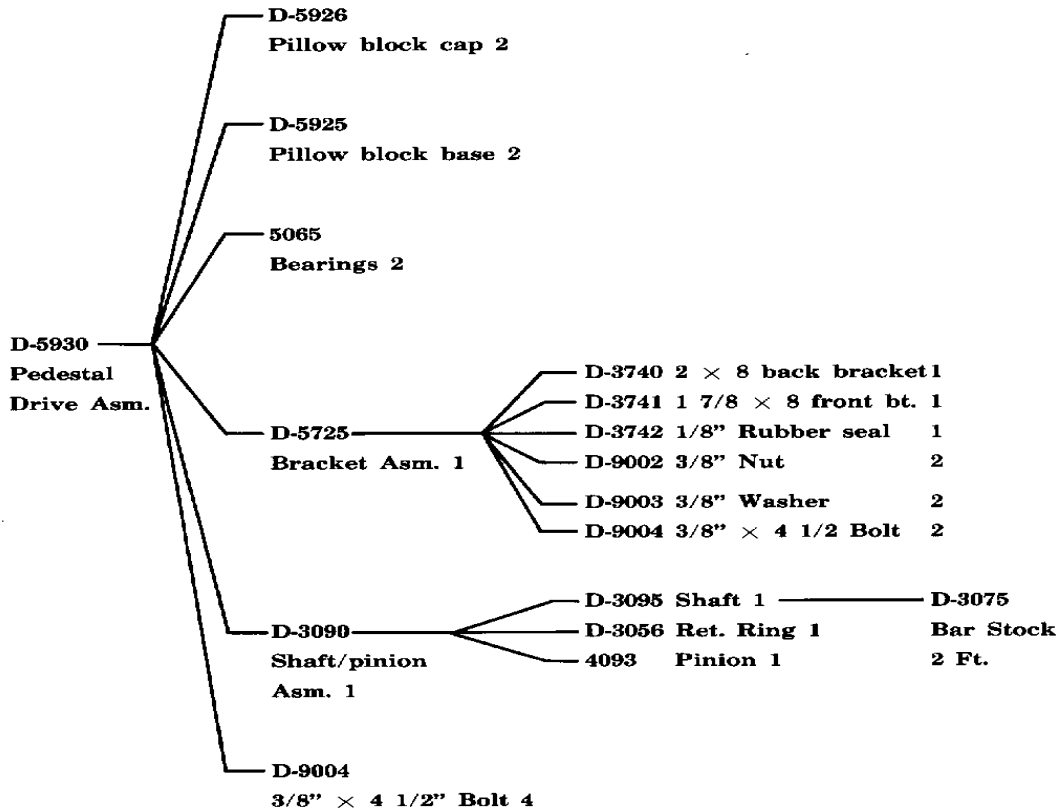 D-5926
Pillow block cap 2
D-5925
Pillow block base 2
5065
Bearings 2
D-5930
Pedestal
Drive Asm.
D-5725
Bracket Asm. 1
D-3740 2 × 8 back bracket 1
D-3741 1 7/8 × 8 front bt. 1
D-3742 1/8” Rubber seal 1
D-9002 3/8” Nut 2
D-9003 3/8” Washer 2
D-9004 3/8” × 4 1/2 Bolt 2
D-3090
Shaft/pinion
Asm. 1
D-3095 Shaft 1
D-3056 Ret. Ring 1
4093 Pinion 1
D-3075
Bar Stock
2 Ft.
D-9004
3/8” × 4 1/2” Bolt 4